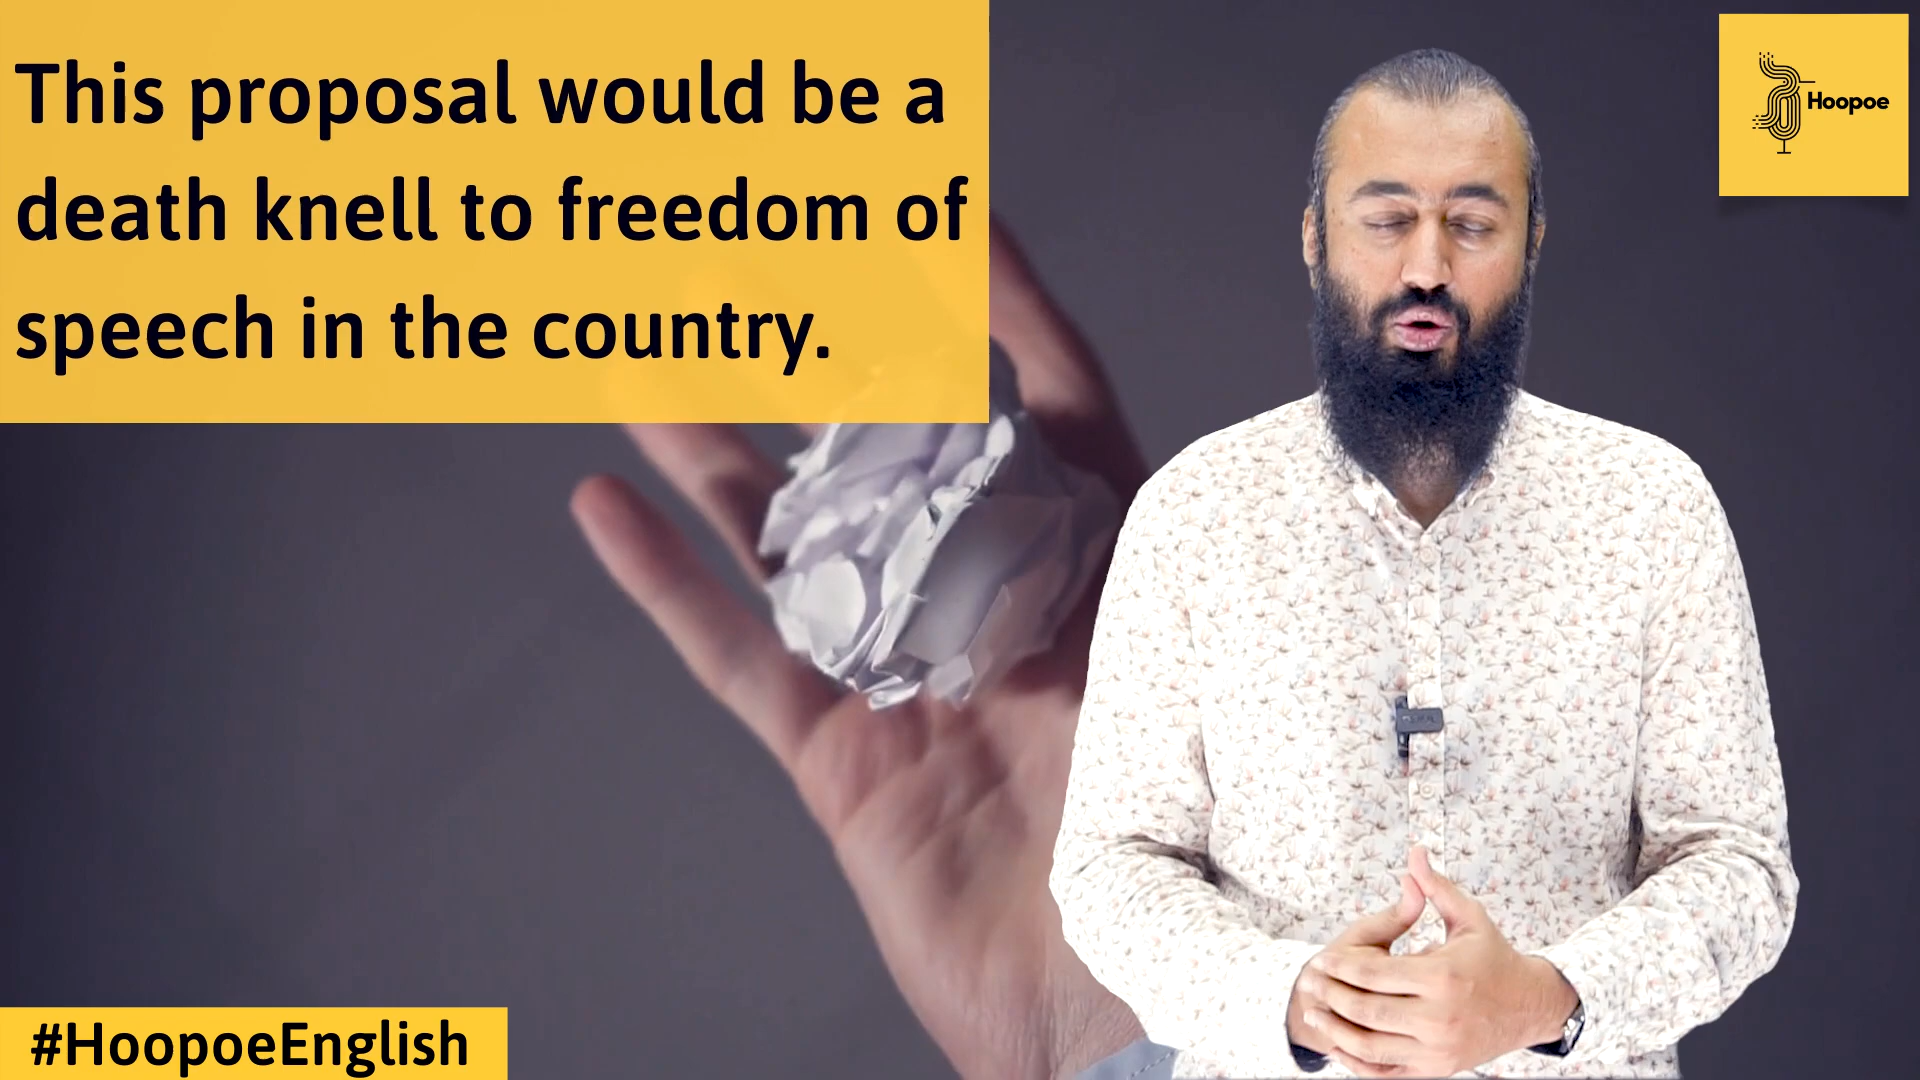 This proposal would be a
death knell to freedom of
speech in the country.
Hoopoe
#HoopoeEnglish